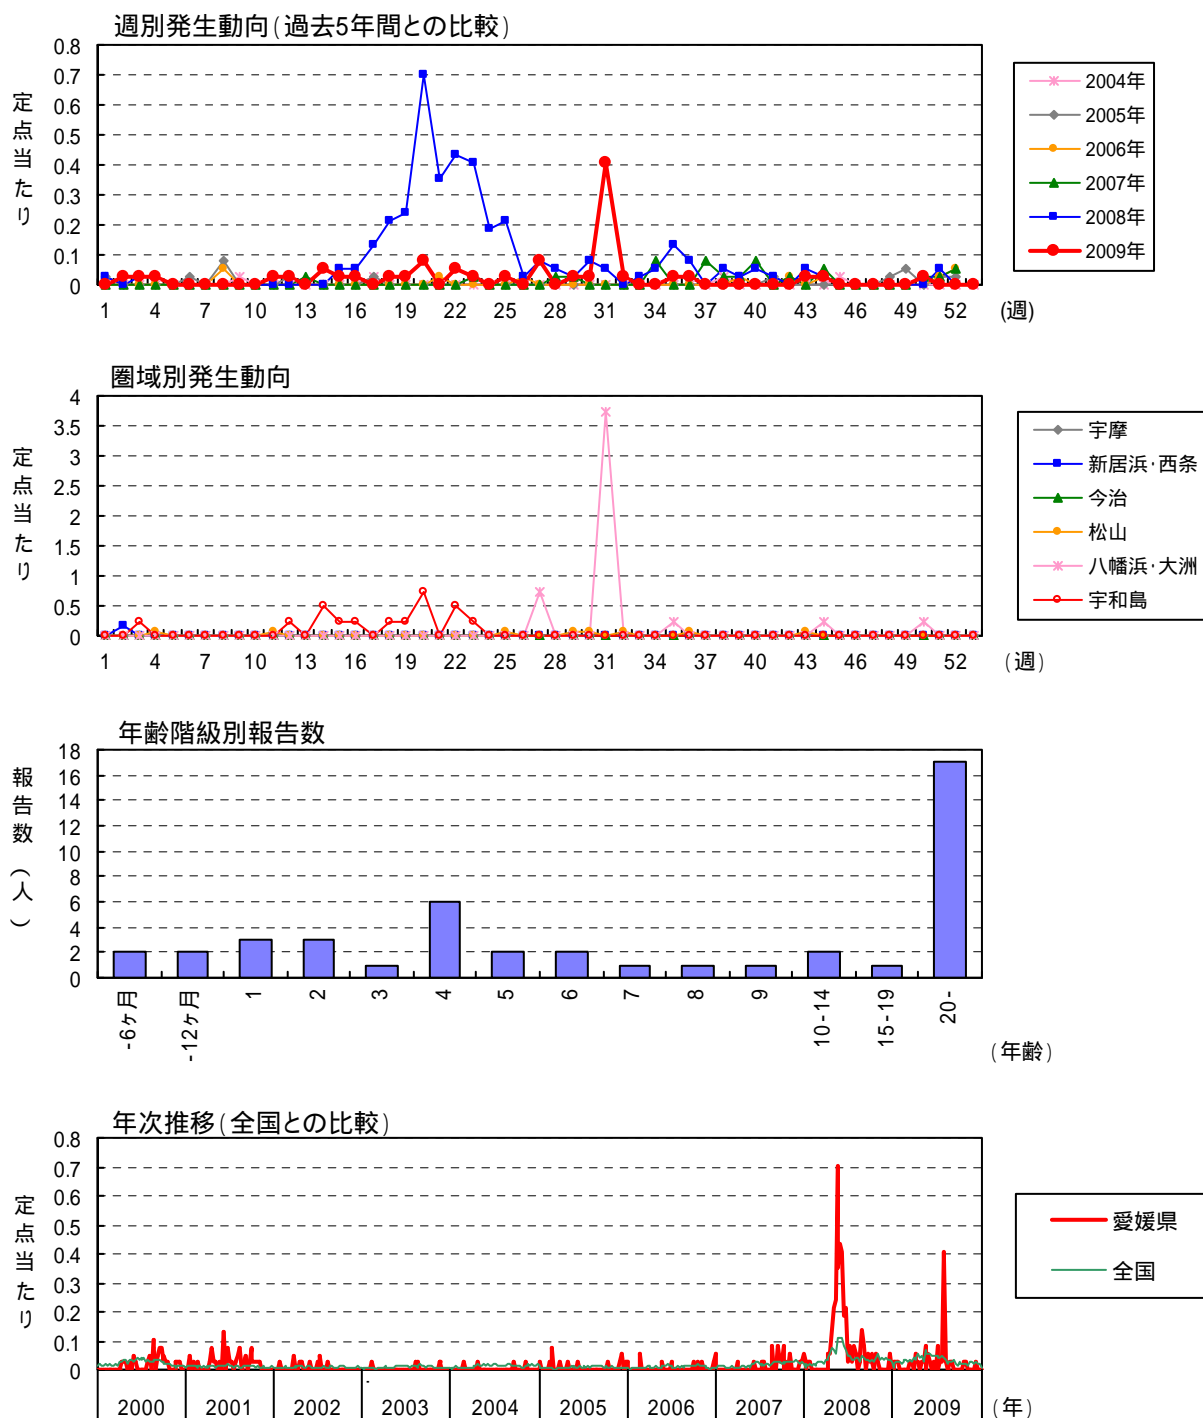 週別発生動向(過去5年間との比較)
定点当たり
0.8
0.7
0.6
0.5
0.4
0.3
0.2
0.1
0
1 4 7 10 13 16 19 22 25 28 31 34 37 40 43 46 49 52
(週)
2004年
2005年
2006年
2007年
2008年
2009年
圏域別発生動向
定点当たり
4
3.5
3
2.5
2
1.5
1
0.5
0
1 4 7 10 13 16 19 22 25 28 31 34 37 40 43 46 49 52
(週)
宇摩
新居浜・西条
今治
松山
八幡浜・大洲
宇和島
年齢階級別報告数
報告数(人)
18
16
14
12
10
8
6
4
2
0
-6ヶ月 -12ヶ月 1 2 3 4 5 6 7 8 9 10-14 15-19 20-
(年齢)
年次推移(全国との比較)
定点当たり
0.8
0.7
0.6
0.5
0.4
0.3
0.2
0.1
0
2000 2001 2002 2003 2004 2005 2006 2007 2008 2009
(年)
愛媛県
全国